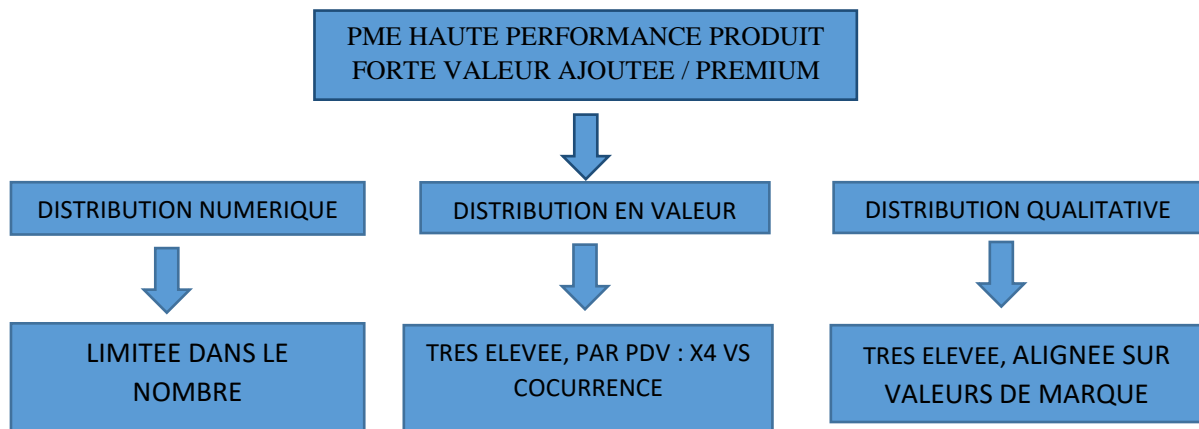 PME HAUTE PERFORMANCE PRODUIT
FORTE VALEUR AJOUTEE / PREMIUM
DISTRIBUTION NUMERIQUE
DISTRIBUTION EN VALEUR
DISTRIBUTION QUALITATIVE
LIMITEE DANS LE
NOMBRE
TRES ELEVEE, PAR PDV : X4 VS
COCURRENCE
TRES ELEVEE, ALIGNEE SUR
VALEURS DE MARQUE